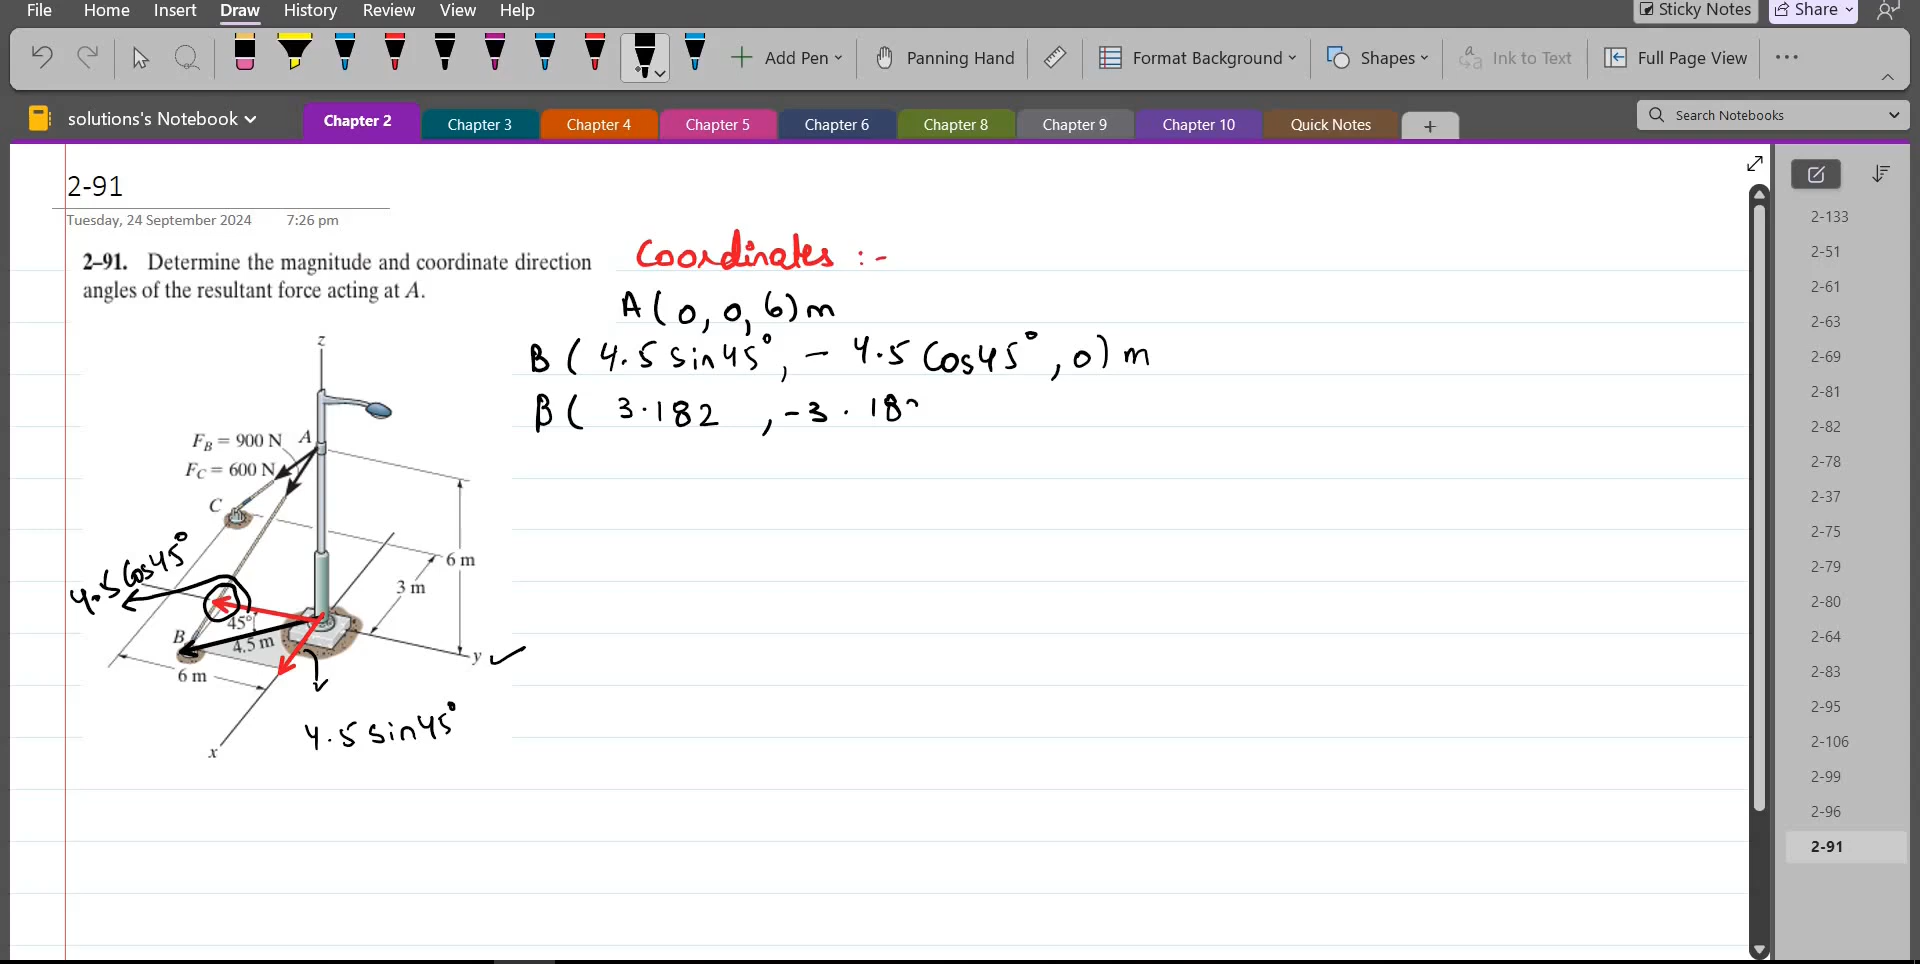 File Home Insert Draw History Review View Help
Sticky Notes Share
Add Pen Panning Hand Format Background Shapes Ink to Text Full Page View
solutions's Notebook
Chapter 2 Chapter 3 Chapter 4 Chapter 5 Chapter 6 Chapter 8 Chapter 9 Chapter 10 Quick Notes +
Search Notebooks
2-91
Tuesday, 24 September 2024 7:26 pm
2–91. Determine the magnitude and coordinate direction
angles of the resultant force acting at A.
Coordinates :-
A (0, 0, 6) m
B ( 4.5 sin45°, - 4.5 Cos45°, 0) m
B ( 3.182 , -3.18
z
F_B = 900 N A
F_C = 600 N
C
4.5 Cos45°
6 m
3 m
45°
B
4.5 m
y
6 m
4.5 sin45°
x
2-133
2-51
2-61
2-63
2-69
2-81
2-82
2-78
2-37
2-75
2-79
2-80
2-64
2-83
2-95
2-106
2-99
2-96
2-91